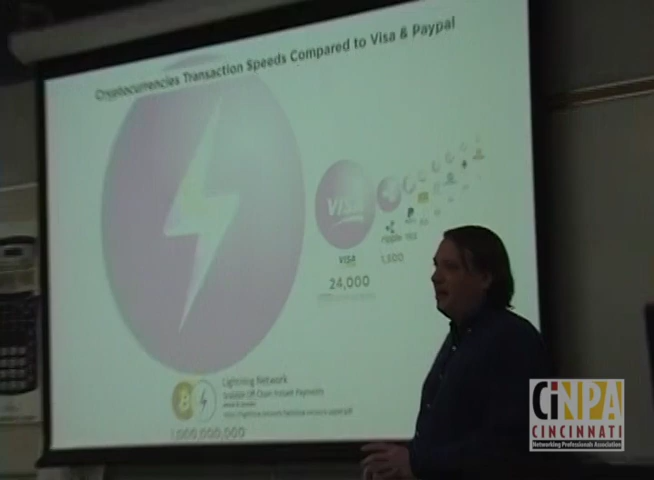 Cryptocurrencies Transaction Speeds Compared to Visa & Paypal
VISA
VISA
24,000
ripple
1,500
Lightning Network
Scalable Off-Chain Instant Payments
1,000,000,000
CiNPA
CINCINNATI
Networking Professionals Association